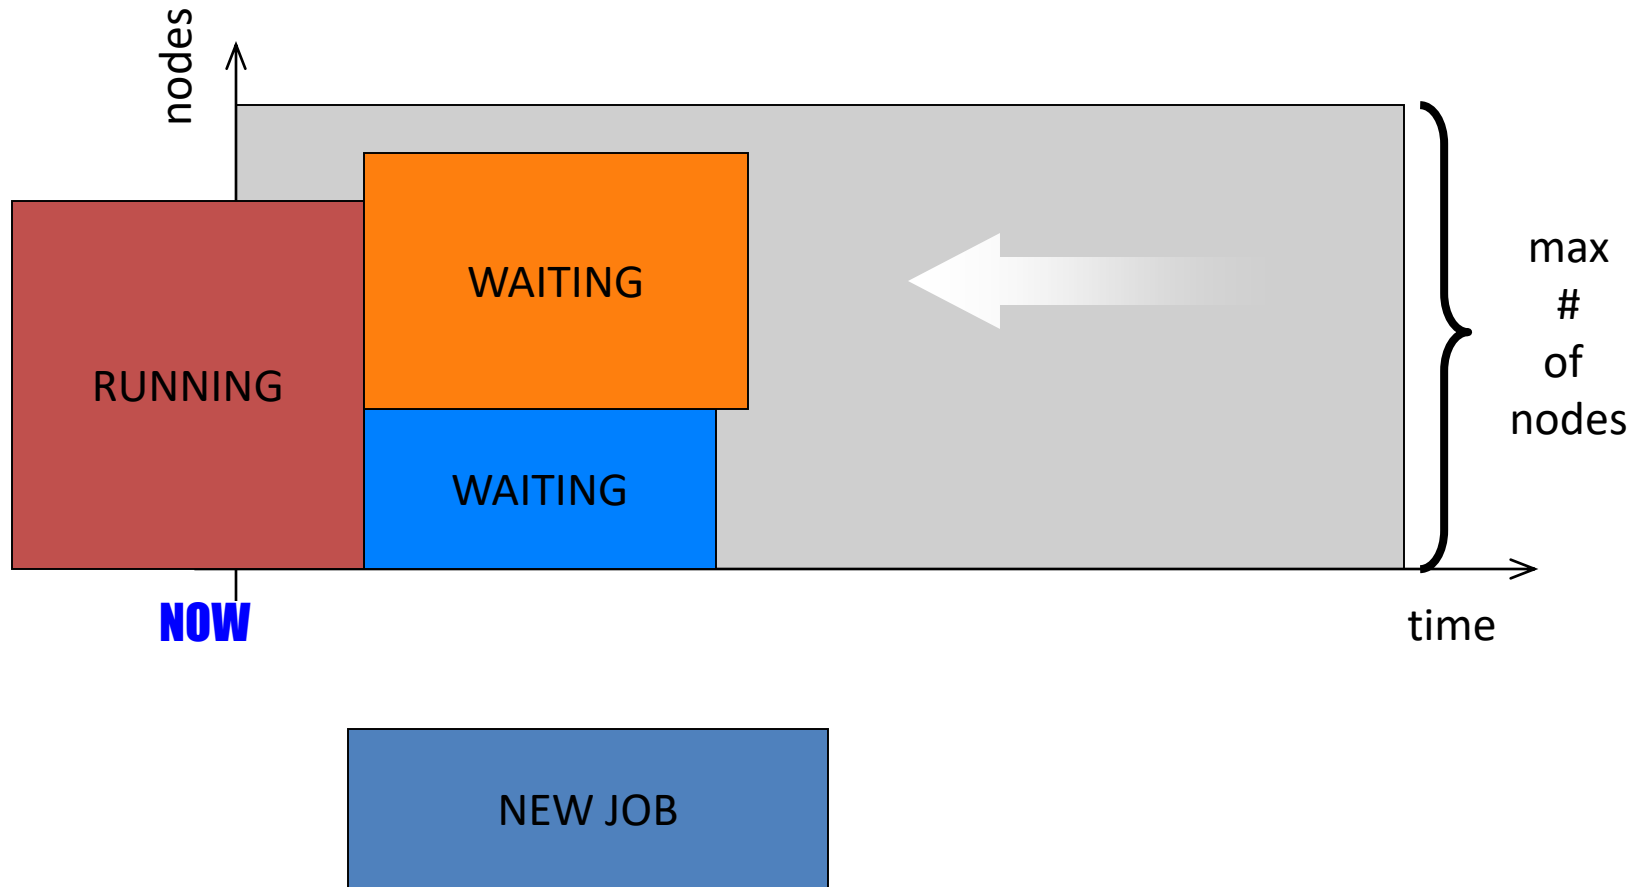 nodes
WAITING
RUNNING
WAITING
max
#
of
nodes
NOW
time
NEW JOB